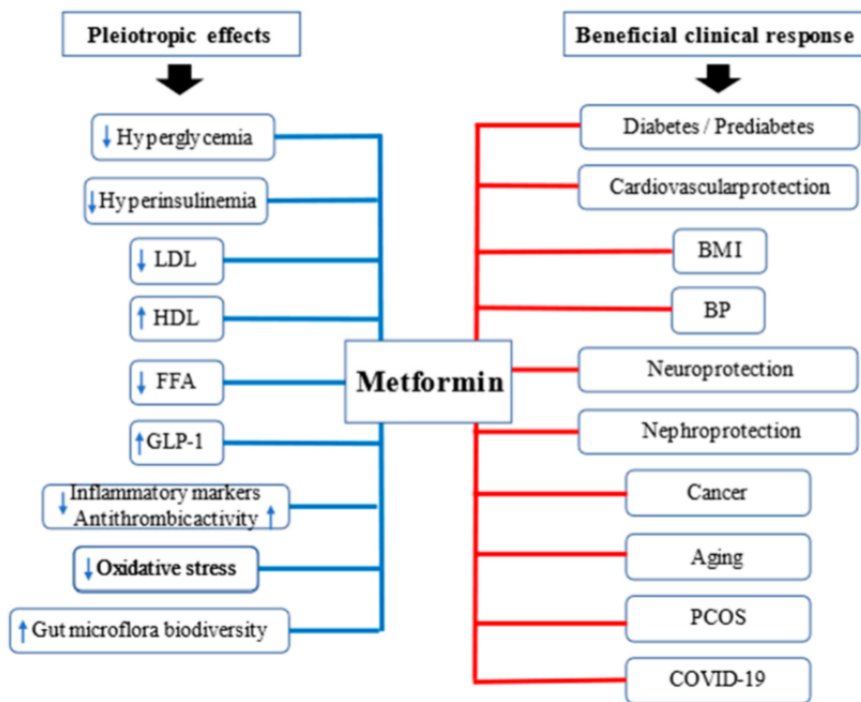 Pleiotropic effects
↓ Hyperglycemia
↓ Hyperinsulinemia
↓ LDL
↑ HDL
↓ FFA
↑ GLP-1
↓ Inflammatory markers
Antithrombicactivity ↑
↓ Oxidative stress
↑ Gut microflora biodiversity
Metformin
Beneficial clinical response
Diabetes / Prediabetes
Cardiovascularprotection
BMI
BP
Neuroprotection
Nephroprotection
Cancer
Aging
PCOS
COVID-19